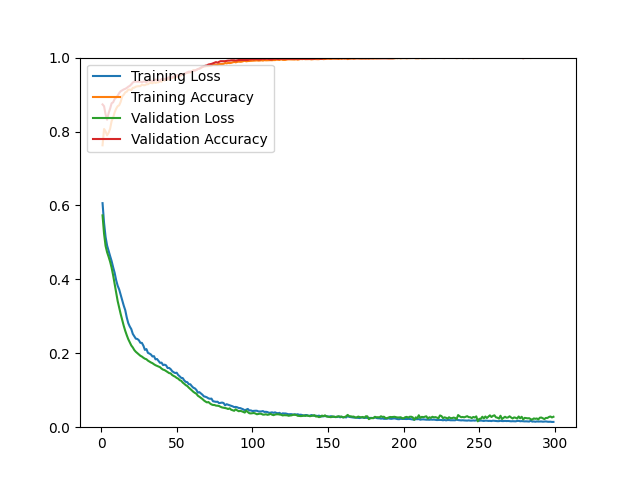 1.0
0.8
0.6
0.4
0.2
0.0
Training Loss
Training Accuracy
Validation Loss
Validation Accuracy
0 50 100 150 200 250 300